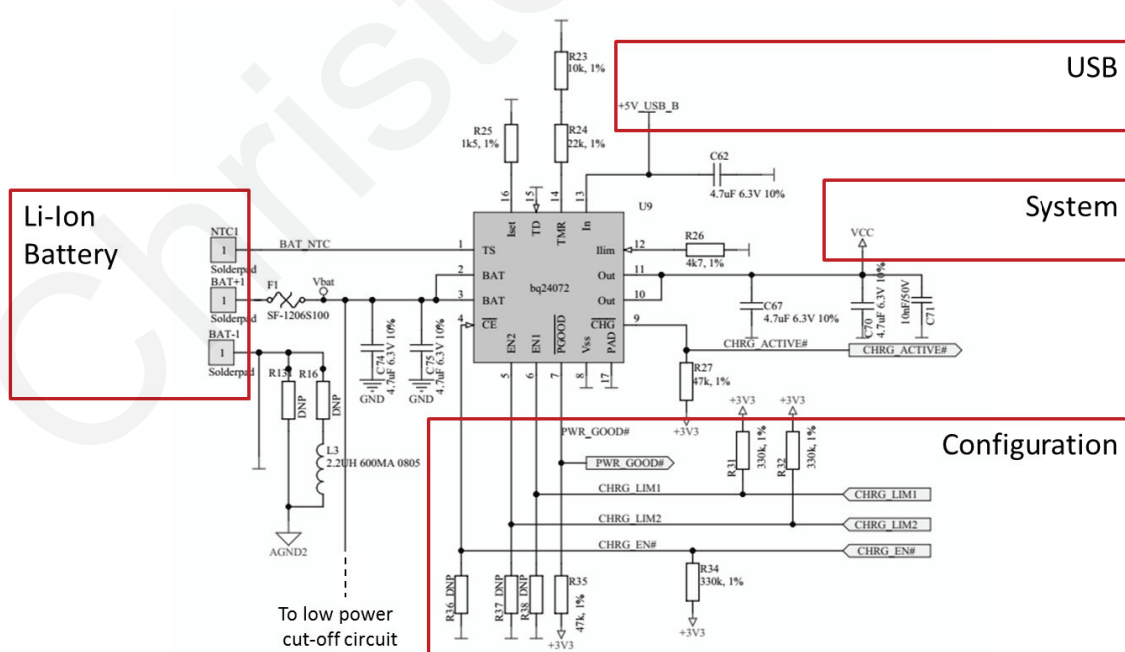 Christ
USB
System
Li-Ion
Battery
Configuration
R23
10k, 1%
+5V_USB_B
R25
1k5, 1%
R24
22k, 1%
C62
4.7uF 6.3V 10%
16
15
14
13
U9
Iset
TD
TMR
In
VCC
NTC1
1
Solderpad
BAT_NTC
1
TS
Ilim
12
R26
4k7, 1%
BAT+1
1
Solderpad
F1
SF-1206S100
Vbat
2
BAT
3
BAT
bq24072
Out
11
Out
10
C67
4.7uF 6.3V 10%
C70
4.7uF 6.3V 10%
C71
10nF/50V
4
CE
CHG
9
EN2
EN1
PGOOD
Vss
PAD
5
6
7
8
17
BAT-1
1
Solderpad
C74
4.7uF 6.3V 10%
C75
4.7uF 6.3V 10%
GND
GND
CHRG_ACTIVE#
CHRG_ACTIVE#
R27
47k, 1%
+3V3
R131
DNP
R16
DNP
L3
2.2UH 600MA 0805
AGND2
PWR_GOOD#
PWR_GOOD#
+3V3
+3V3
R31
330k, 1%
R32
330k, 1%
CHRG_LIM1
CHRG_LIM1
CHRG_LIM2
CHRG_LIM2
CHRG_EN#
CHRG_EN#
R36 DNP
R37 DNP
R38 DNP
R35
47k, 1%
+3V3
R34
330k, 1%
+3V3
To low power
cut-off circuit